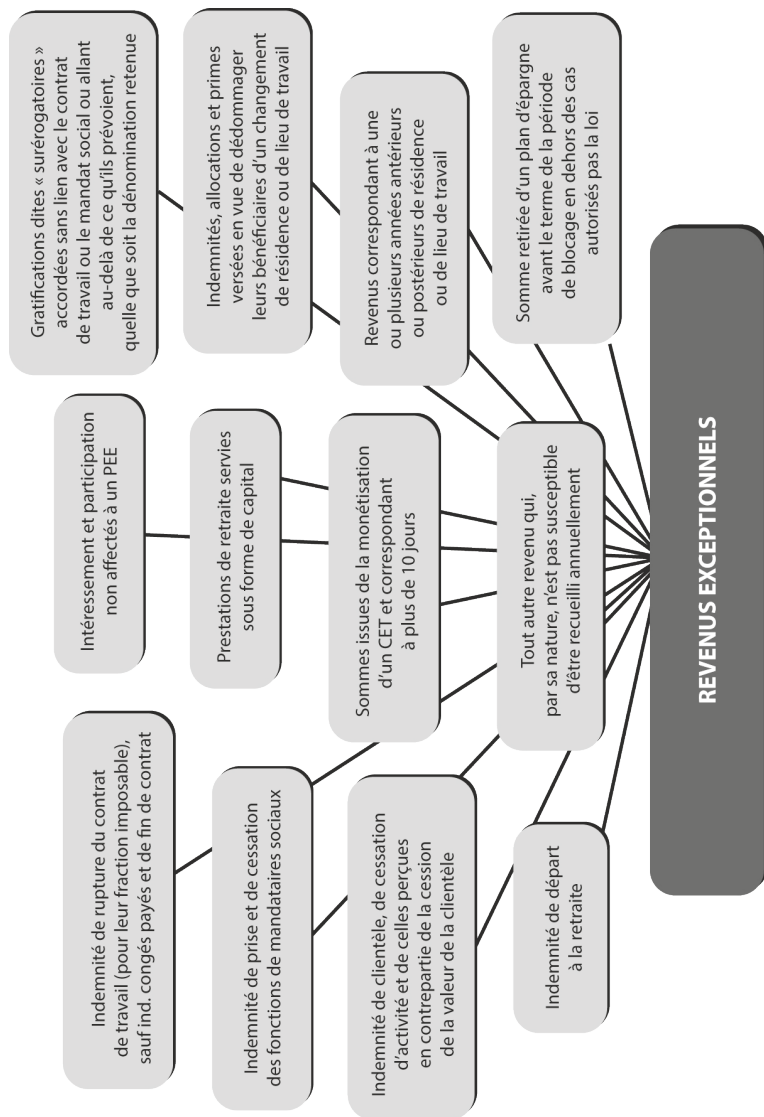 Indemnité de rupture du contrat
de travail (pour leur fraction imposable),
sauf ind. congés payés et de fin de contrat
Intéressement et participation
non affectés à un PEE
Gratifications dites « surérogatoires »
accordées sans lien avec le contrat
de travail ou le mandat social ou allant
au-delà de ce qu'ils prévoient,
quelle que soit la dénomination retenue
Indemnité de prise et de cessation
des fonctions de mandataires sociaux
Prestations de retraite servies
sous forme de capital
Indemnités, allocations et primes
versées en vue de dédommager
leurs bénéficiaires d'un changement
de résidence ou de lieu de travail
Indemnité de clientèle, de cessation
d'activité et de celles perçues
en contrepartie de la cession
de la valeur de la clientèle
Sommes issues de la monétisation
d'un CET et correspondant
à plus de 10 jours
Revenus correspondant à une
ou plusieurs années antérieurs
ou postérieurs de résidence
ou de lieu de travail
Indemnité de départ
à la retraite
Tout autre revenu qui,
par sa nature, n'est pas susceptible
d'être recueilli annuellement
Somme retirée d'un plan d'épargne
avant le terme de la période
de blocage en dehors des cas
autorisés pas la loi
REVENUS EXCEPTIONNELS